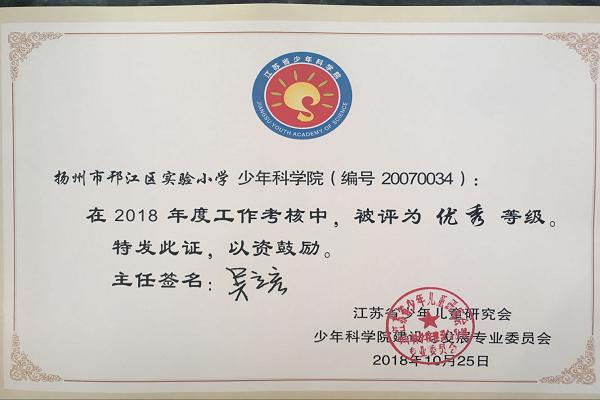 江苏省少年科学院
JIANGSU YOUTH ACADEMY OF SCIENCE
扬州市邗江区实验小学 少年科学院（编号 20070034）：
在 2018 年度工作考核中，被评为 优秀 等级。
特发此证，以资鼓励。
主任签名：
江苏省少年儿童研究会
少年科学院建设与发展专业委员会
2018年10月25日